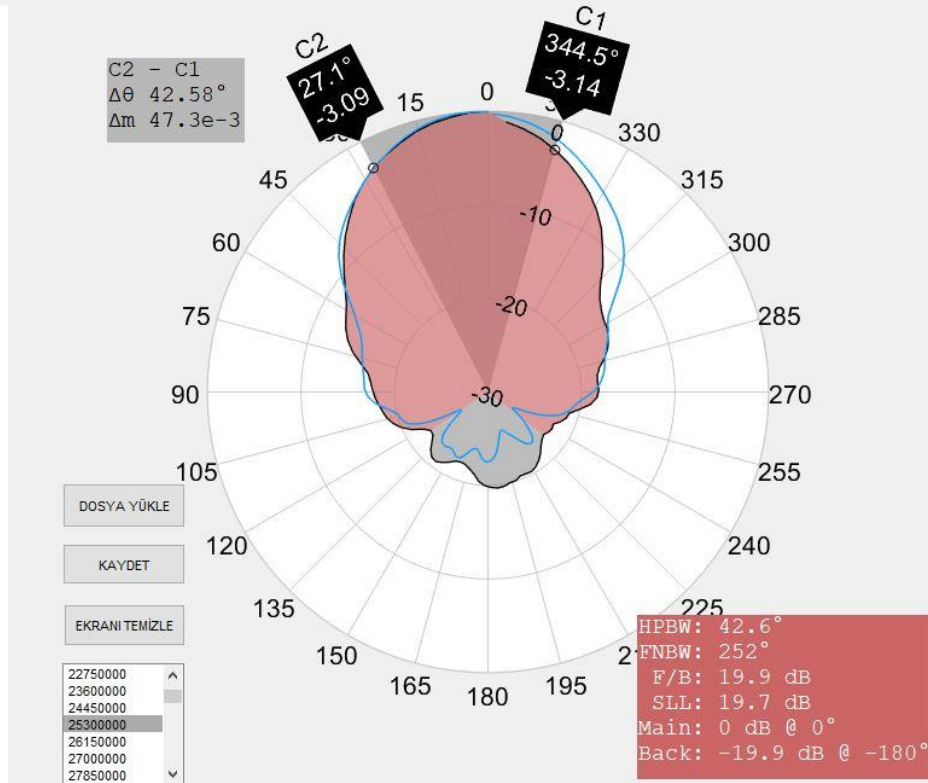 C2
27.1°
-3.09
C1
344.5°
-3.14
C2 - C1
Δθ 42.58°
Δm 47.3e-3
0
15
45
60
75
90
105
120
135
150
165
180
195
225
240
255
270
285
300
315
330
0
-10
-20
-30
DOSYA YÜKLE
KAYDET
EKRANI TEMİZLE
22750000
23600000
24450000
25300000
26150000
27000000
27850000
HPBW: 42.6°
FNBW: 252°
F/B: 19.9 dB
SLL: 19.7 dB
Main: 0 dB @ 0°
Back: -19.9 dB @ -180°